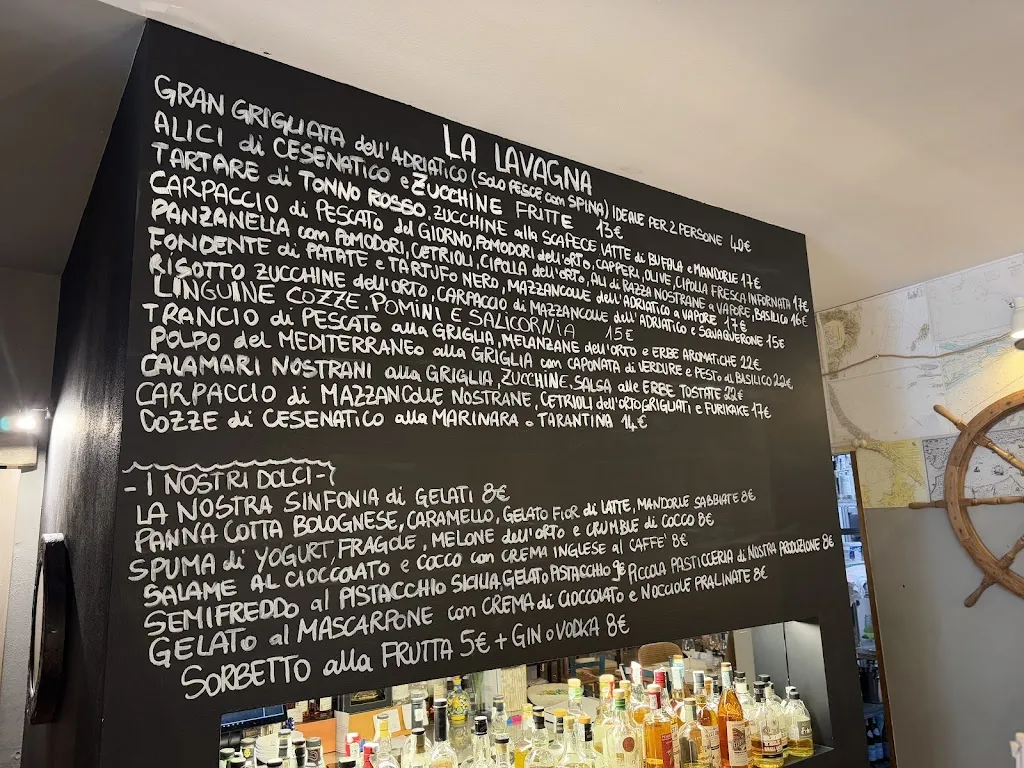 LA LAVAGNA
GRAN GRIGLIATA dell'ADRIATICO (SOLO PESCE con SPINA) IDEALE PER 2 PERSONE 40€
ALICI di CESENATICO e ZUCCHINE FRITTE 13€
TARTARE di TONNO ROSSO, ZUCCHINE alla SCAPECE LATTE di BUFALA e MANDORLE 17€
CARPACCIO di PESCATO del GIORNO, POMODORI dell'ORTO, CAPPERI, OLIVE, CIPOLLA FRESCA INFORNATA 17€
PANZANELLA con POMODORI, CETRIOLI, CIPOLLA dell'ORTO, ALI di RAZZA NOSTRANE a VAPORE, BASILICO 16€
FONDENTE di PATATE e TARTUFO NERO, MAZZANCOLLE dell'ADRIATICO a VAPORE 17€
RISOTTO ZUCCHINE dell'ORTO, CARPACCIO di MAZZANCOLLE dell'ADRIATICO e SQUAQUERONE 15€
LINGUINE COZZE, POMINI E SALICORNIA 15€
TRANCIO di PESCATO alla GRIGLIA, MELANZANE dell'ORTO e ERBE AROMATICHE 22€
POLPO del MEDITERRANEO alla GRIGLIA con CAPONATA di VERDURE e PESTO di BASILICO 22€
CALAMARI NOSTRANI alla GRIGLIA, ZUCCHINE, SALSA alle ERBE TOSTATE 22€
CARPACCIO di MAZZANCOLLE NOSTRANE, CETRIOLI dell'ORTO GRIGLIATI e FURIKAKE 17€
COZZE di CESENATICO alla MARINARA o TARANTINA 14€
- I NOSTRI DOLCI -
LA NOSTRA SINFONIA di GELATI 8€
PANNA COTTA BOLOGNESE, CARAMELLO, GELATO FIOR di LATTE, MANDORLE SABBIATE 8€
SPUMA di YOGURT, FRAGOLE, MELONE dell'ORTO e CRUMBLE di COCCO 8€
SALAME AL CIOCCOLATO e COCCO con CREMA INGLESE al CAFFE' 8€
SEMIFREDDO al PISTACCHIO SICILIA, GELATO PISTACCHIO 9€ PICCOLA PASTICCERIA di NOSTRA PRODUZIONE 8€
GELATO al MASCARPONE con CREMA di CIOCCOLATO e NOCCIOLE PRALINATE 8€
SORBETTO alla FRUTTA 5€ + GIN o VODKA 8€